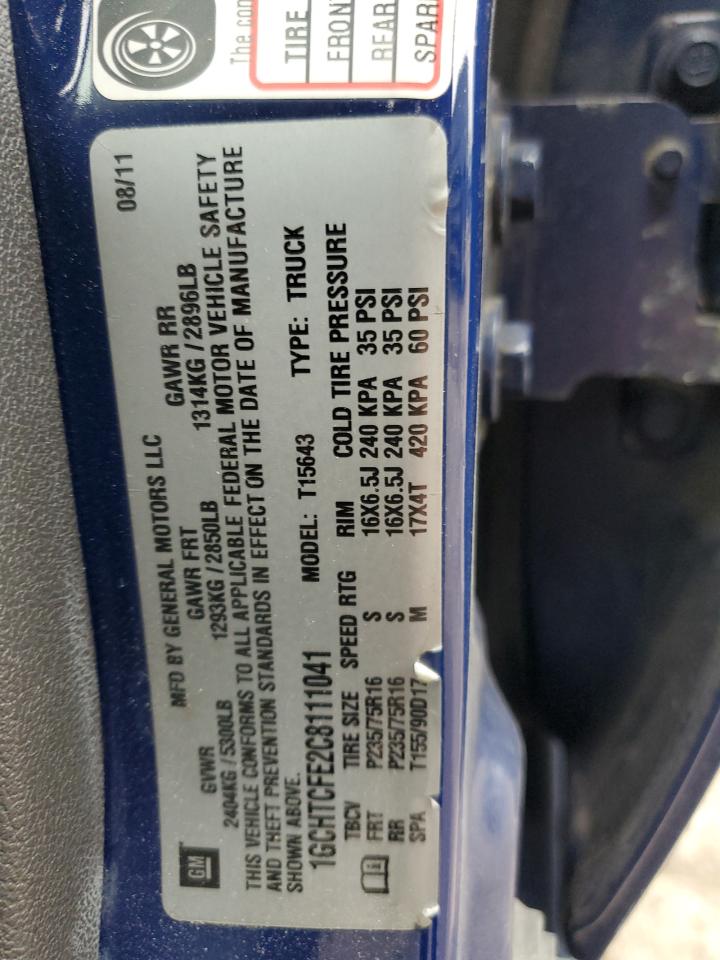 The con
TIRE
FRON
REAR
SPAR
MFD BY GENERAL MOTORS LLC 08/11
GVWR GAWR FRT GAWR RR
2404KG / 5300LB 1293KG / 2850LB 1314KG / 2896LB
THIS VEHICLE CONFORMS TO ALL APPLICABLE FEDERAL MOTOR VEHICLE SAFETY
AND THEFT PREVENTION STANDARDS IN EFFECT ON THE DATE OF MANUFACTURE
SHOWN ABOVE.
GM
1GCHTCFE2C8111041 MODEL: T15643 TYPE: TRUCK
TBCV TIRE SIZE SPEED RTG RIM COLD TIRE PRESSURE
FRT P235/75R16 S 16X6.5J 240 KPA 35 PSI
RR P235/75R16 S 16X6.5J 240 KPA 35 PSI
SPA T155/90D17 M 17X4T 420 KPA 60 PSI